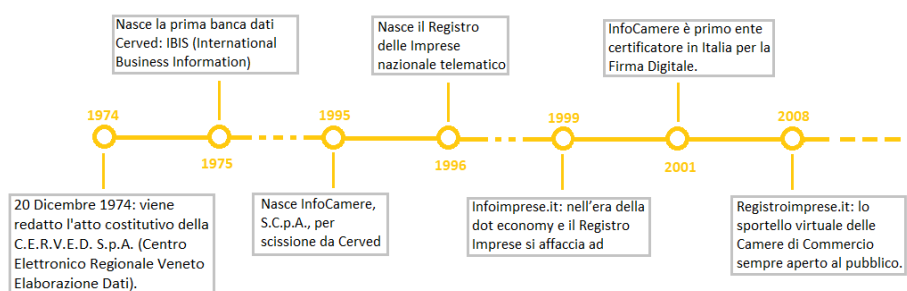 Nasce la prima banca dati
Cerved: IBIS (International
Business Information)
Nasce il Registro
delle Imprese
nazionale telematico
InfoCamere è primo ente
certificatore in Italia per la
Firma Digitale.
1974
1975
1995
1996
1999
2001
2008
20 Dicembre 1974: viene
redatto l'atto costitutivo della
C.E.R.V.E.D. S.p.A. (Centro
Elettronico Regionale Veneto
Elaborazione Dati).
Nasce InfoCamere,
S.C.p.A., per
scissione da Cerved
Infoimprese.it: nell'era della
dot economy e il Registro
Imprese si affaccia ad
Registroimprese.it: lo
sportello virtuale delle
Camere di Commercio
sempre aperto al pubblico.